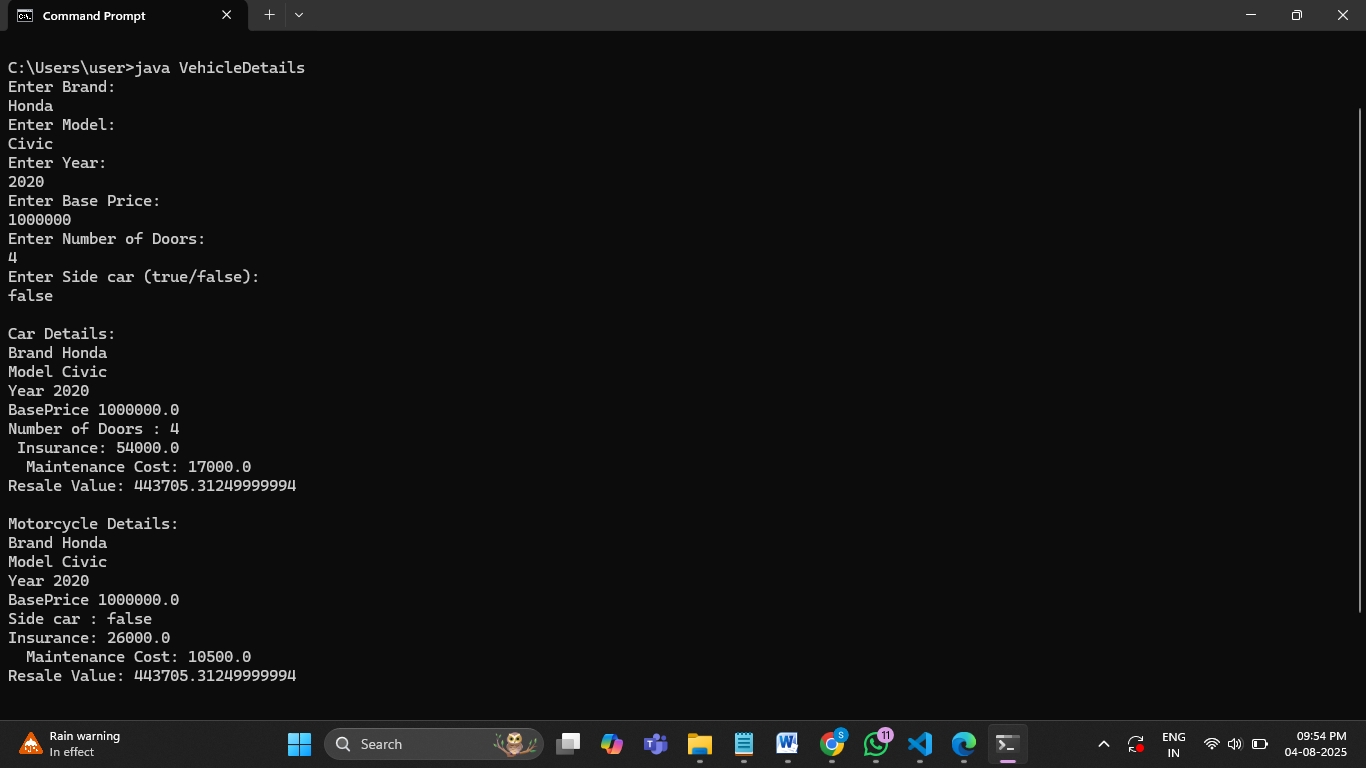 Command Prompt
C:\Users\user>java VehicleDetails
Enter Brand:
Honda
Enter Model:
Civic
Enter Year:
2020
Enter Base Price:
1000000
Enter Number of Doors:
4
Enter Side car (true/false):
false
Car Details:
Brand Honda
Model Civic
Year 2020
BasePrice 1000000.0
Number of Doors : 4
Insurance: 54000.0
Maintenance Cost: 17000.0
Resale Value: 443705.31249999994
Motorcycle Details:
Brand Honda
Model Civic
Year 2020
BasePrice 1000000.0
Side car : false
Insurance: 26000.0
Maintenance Cost: 10500.0
Resale Value: 443705.31249999994
Rain warning
In effect
Search
S
11
ENG
IN
09:54 PM
04-08-2025